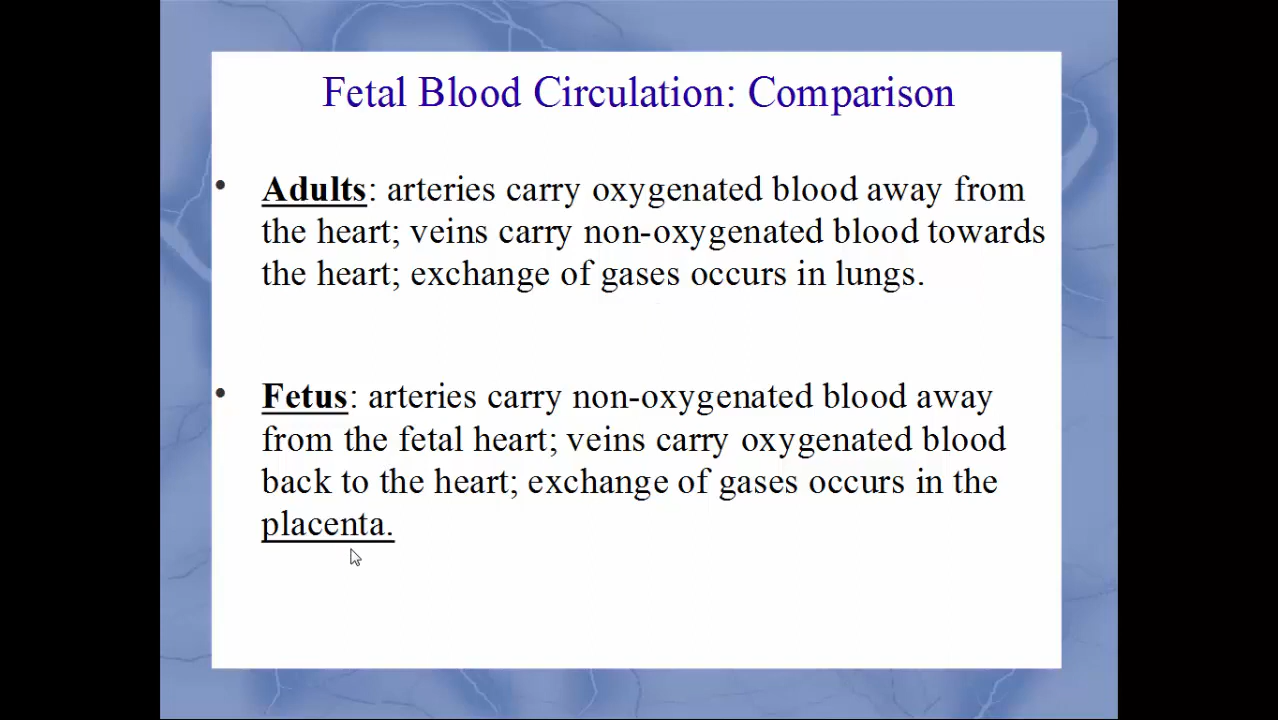 Fetal Blood Circulation: Comparison
• Adults: arteries carry oxygenated blood away from
the heart; veins carry non-oxygenated blood towards
the heart; exchange of gases occurs in lungs.
• Fetus: arteries carry non-oxygenated blood away
from the fetal heart; veins carry oxygenated blood
back to the heart; exchange of gases occurs in the
placenta.